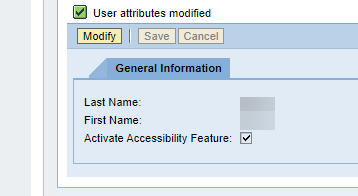 User attributes modified
Modify Save Cancel
General Information
Last Name:
First Name:
Activate Accessibility Feature: